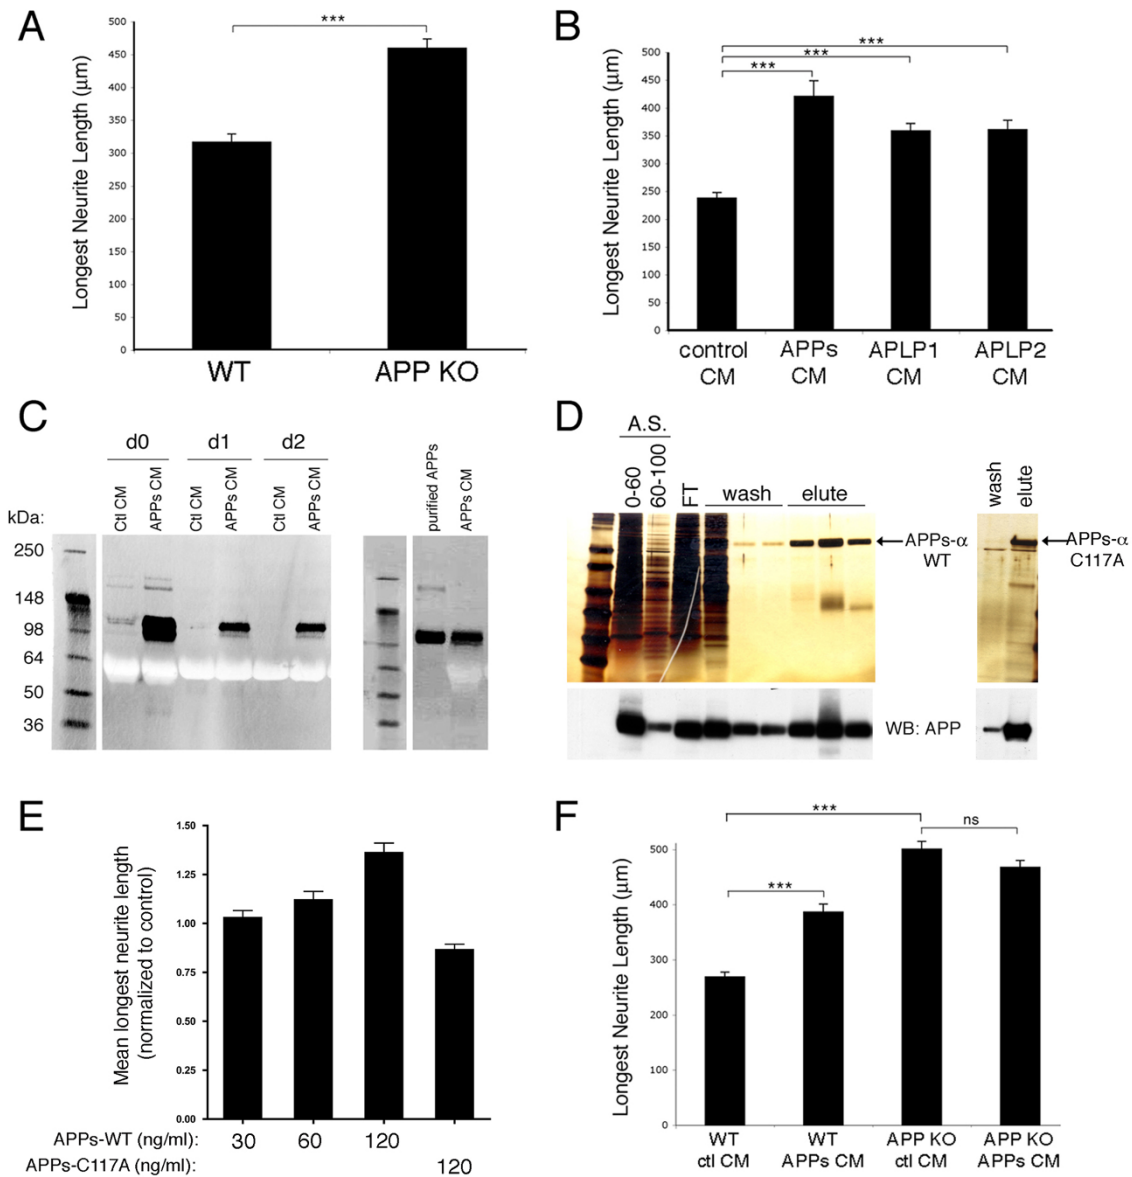 A
Longest Neurite Length (μm)
500
450
400
350
300
250
200
150
100
50
0
***
WT
APP KO
B
Longest Neurite Length (μm)
500
450
400
350
300
250
200
150
100
50
0
***
***
***
control CM
APPs CM
APLP1 CM
APLP2 CM
C
d0
d1
d2
Ctl CM
APPs CM
Ctl CM
APPs CM
Ctl CM
APPs CM
purified APPs
APPs CM
kDa:
250
148
98
64
50
36
D
A.S.
0-60
60-100
FT
wash
elute
wash
elute
APPs-α
WT
APPs-α
C117A
WB: APP
E
Mean longest neurite length
(normalized to control)
1.50
1.25
1.00
0.75
0.50
0.25
0.00
APPs-WT (ng/ml): 30 60 120
APPs-C117A (ng/ml): 120
F
Longest Neurite Length (μm)
500
400
300
200
100
0
***
***
ns
WT
ctl CM
WT
APPs CM
APP KO
ctl CM
APP KO
APPs CM